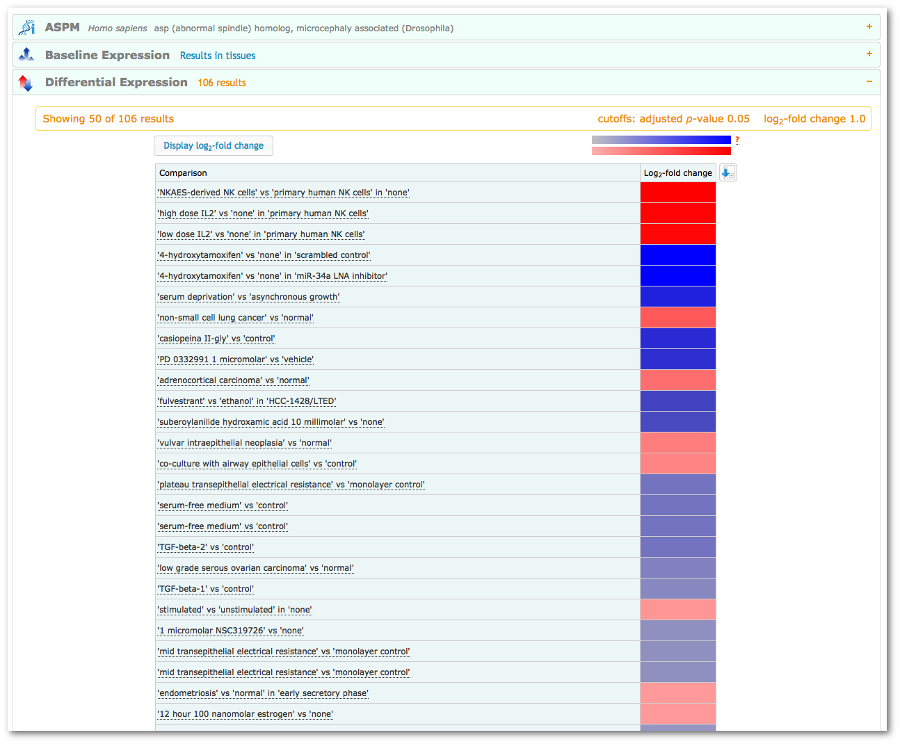 ASPM Homo sapiens asp (abnormal spindle) homolog, microcephaly associated (Drosophila) +
Baseline Expression Results in tissues +
Differential Expression 106 results −
Showing 50 of 106 results cutoffs: adjusted p-value 0.05 log2-fold change 1.0
Display log2-fold change ?
Comparison Log2-fold change
'NKAES-derived NK cells' vs 'primary human NK cells' in 'none'
'high dose IL2' vs 'none' in 'primary human NK cells'
'low dose IL2' vs 'none' in 'primary human NK cells'
'4-hydroxytamoxifen' vs 'none' in 'scrambled control'
'4-hydroxytamoxifen' vs 'none' in 'miR-34a LNA inhibitor'
'serum deprivation' vs 'asynchronous growth'
'non-small cell lung cancer' vs 'normal'
'casiopeina II-gly' vs 'control'
'PD 0332991 1 micromolar' vs 'vehicle'
'adrenocortical carcinoma' vs 'normal'
'fulvestrant' vs 'ethanol' in 'HCC-1428/LTED'
'suberoylanilide hydroxamic acid 10 millimolar' vs 'none'
'vulvar intraepithelial neoplasia' vs 'normal'
'co-culture with airway epithelial cells' vs 'control'
'plateau transepithelial electrical resistance' vs 'monolayer control'
'serum-free medium' vs 'control'
'serum-free medium' vs 'control'
'TGF-beta-2' vs 'control'
'low grade serous ovarian carcinoma' vs 'normal'
'TGF-beta-1' vs 'control'
'stimulated' vs 'unstimulated' in 'none'
'1 micromolar NSC319726' vs 'none'
'mid transepithelial electrical resistance' vs 'monolayer control'
'mid transepithelial electrical resistance' vs 'monolayer control'
'endometriosis' vs 'normal' in 'early secretory phase'
'12 hour 100 nanomolar estrogen' vs 'none'